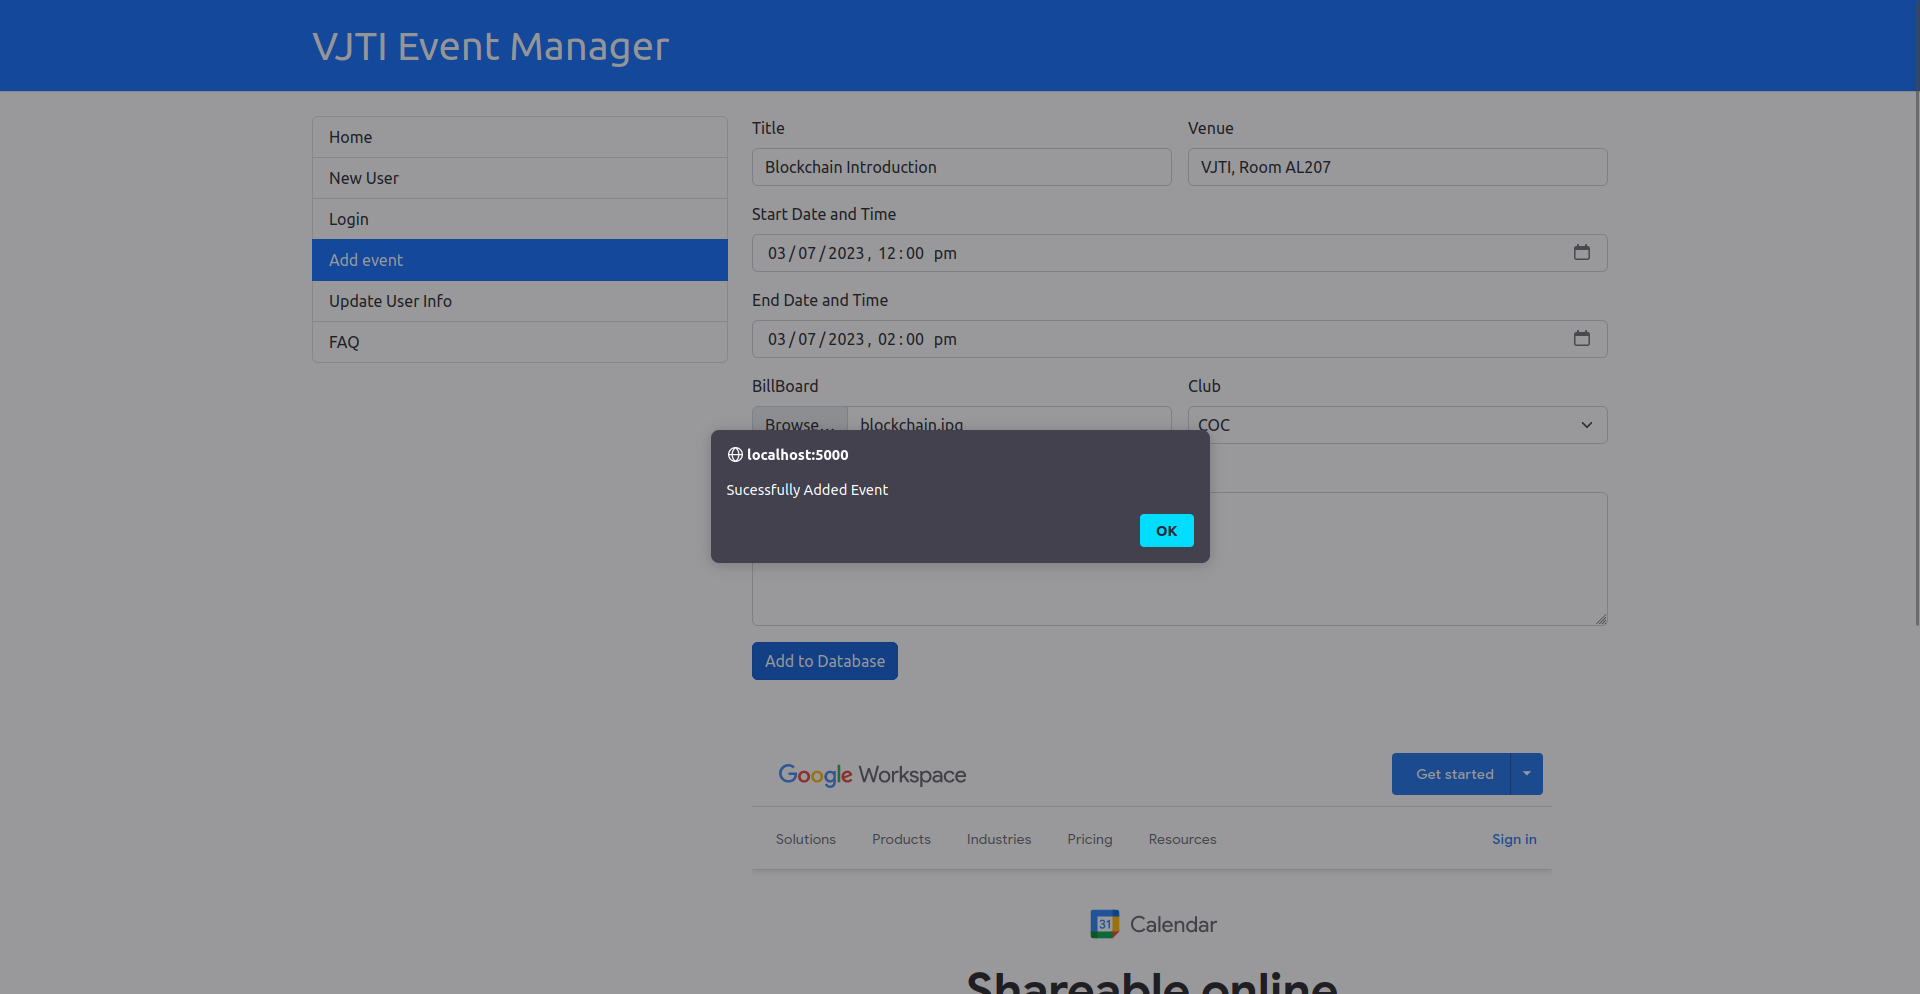 VJTI Event Manager
Home
New User
Login
Add event
Update User Info
FAQ
Title
Venue
Blockchain Introduction
VJTI, Room AL207
Start Date and Time
03/07/2023, 12:00 pm
End Date and Time
03/07/2023, 02:00 pm
BillBoard
Club
Browse... blockchain.jpg
COC
localhost:5000
Sucessfully Added Event
OK
Add to Database
Google Workspace
Get started
Solutions Products Industries Pricing Resources Sign in
31 Calendar
Shareable online